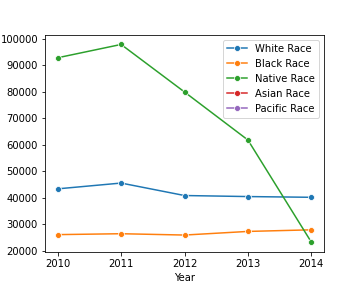 100000
90000
80000
70000
60000
50000
40000
30000
20000
White Race
Black Race
Native Race
Asian Race
Pacific Race
2010 2011 2012 2013 2014
Year